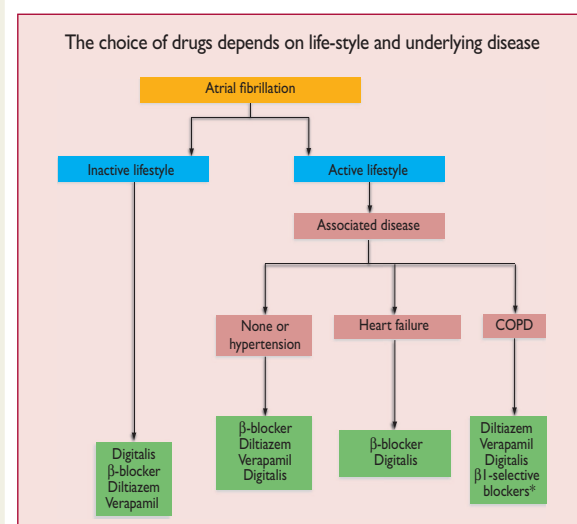 The choice of drugs depends on life-style and underlying disease
Atrial fibrillation
Inactive lifestyle
Active lifestyle
Associated disease
None or
hypertension
Heart failure
COPD
Digitalis
β-blocker
Diltiazem
Verapamil
β-blocker
Diltiazem
Verapamil
Digitalis
β-blocker
Digitalis
Diltiazem
Verapamil
Digitalis
β1-selective
blockers*